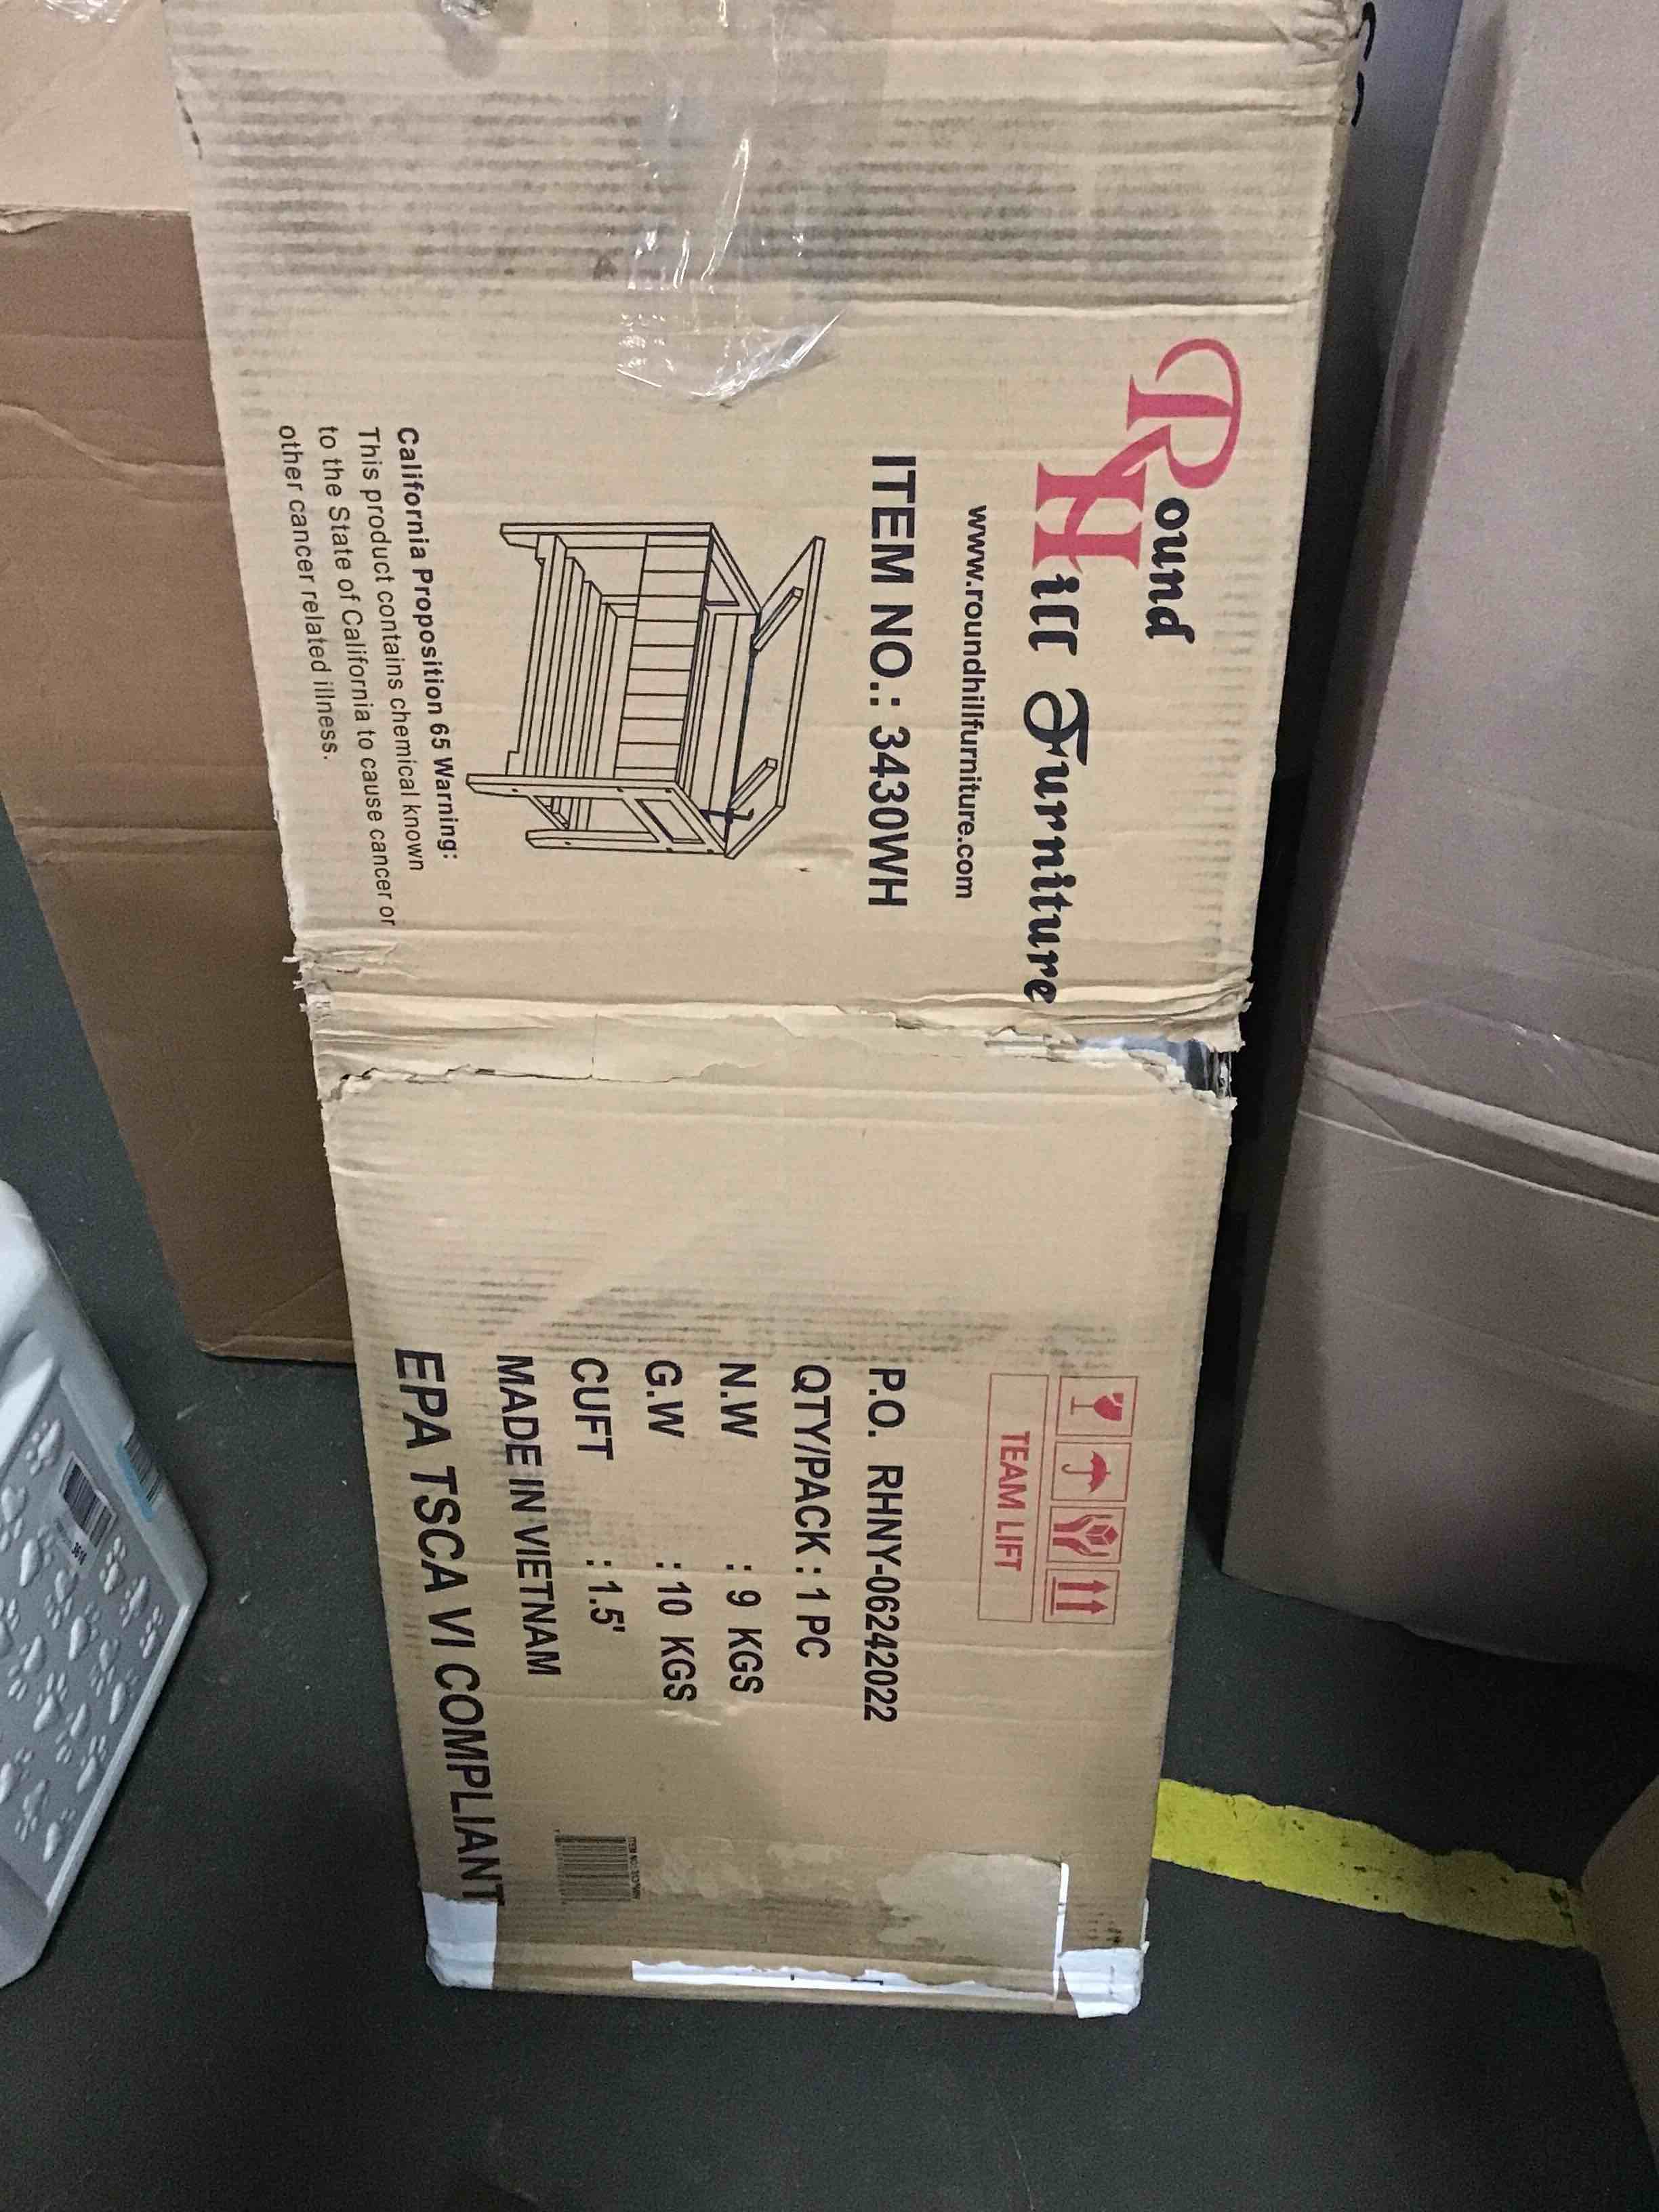 Round
Hill Furniture
www.roundhillfurniture.com
ITEM NO.: 3430WH
California Proposition 65 Warning:
This product contains chemical known
to the State of California to cause cancer or
other cancer related illness.
TEAM LIFT
P.O. RHNY-06242022
QTY/PACK : 1 PC
N.W : 9 KGS
G.W : 10 KGS
CUFT : 1.5'
MADE IN VIETNAM
EPA TSCA VI COMPLIANT